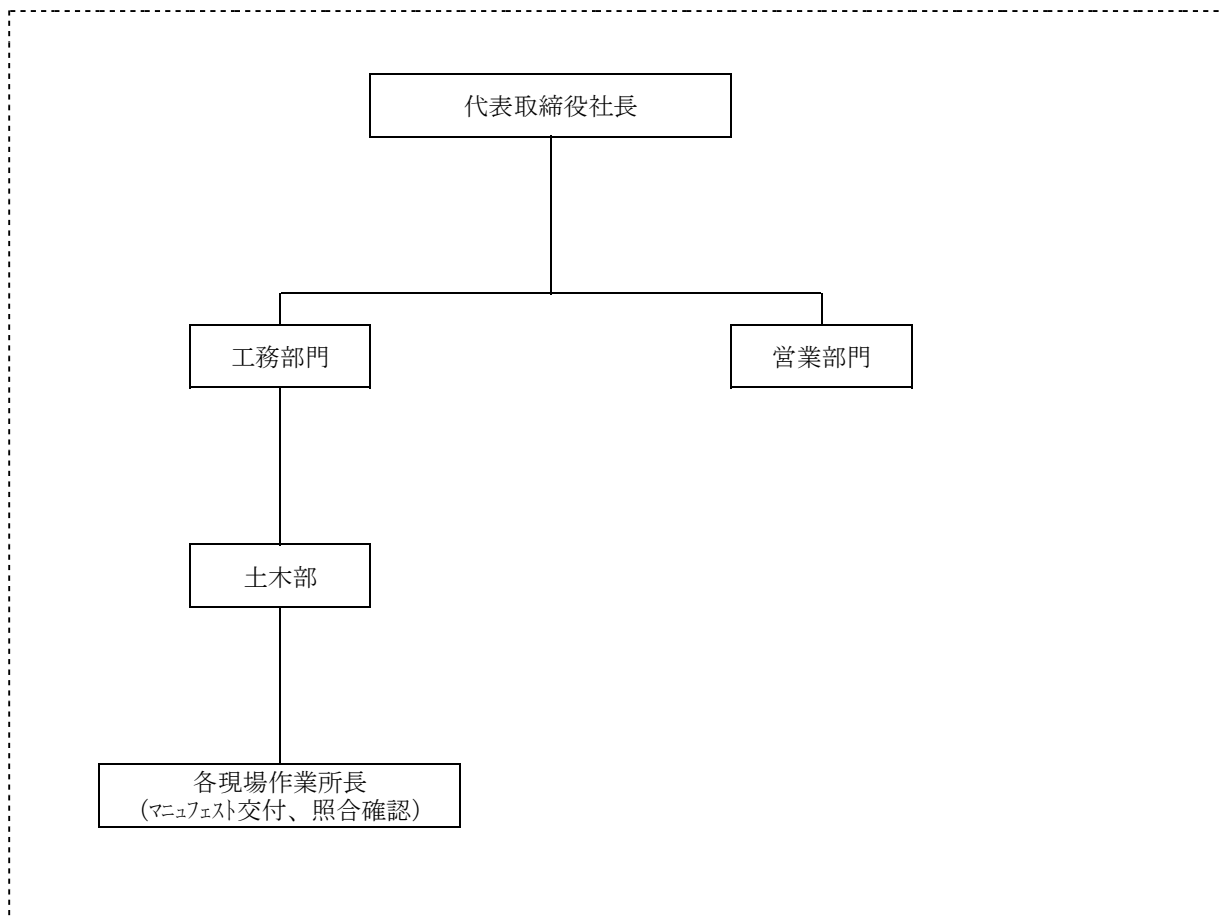 代表取締役社長
工務部門
営業部門
土木部
各現場作業所長
(ﾏﾆｭﾌｪｽﾄ交付、照合確認)